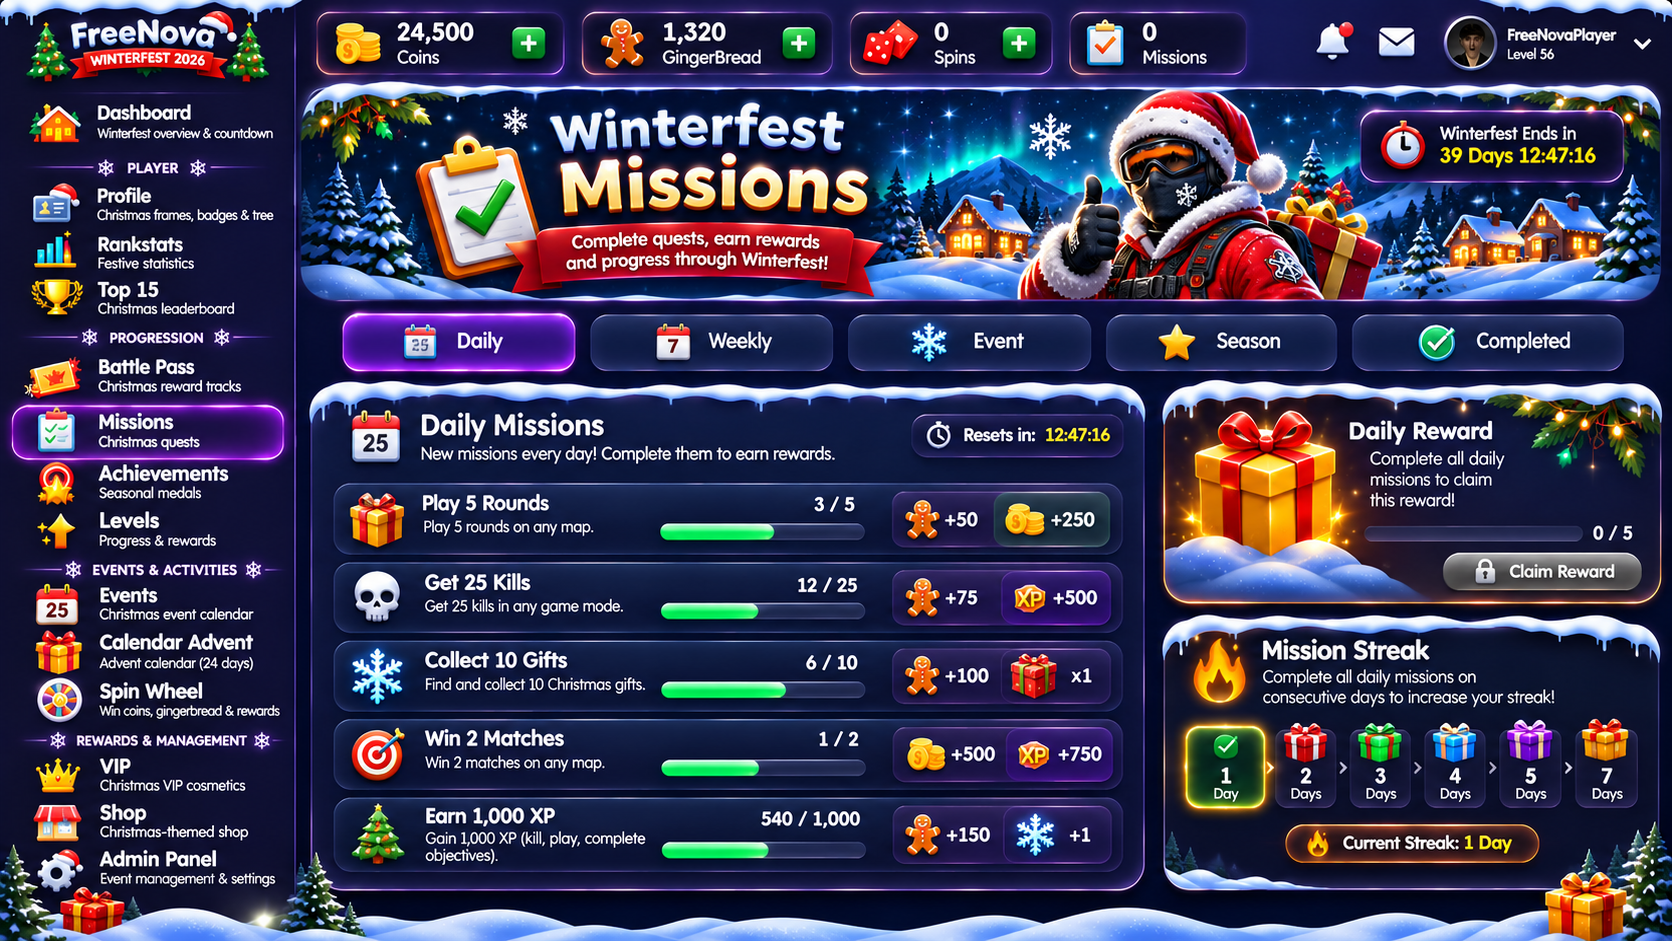 FreeNova
WINTERFEST 2026
24,500
Coins
1,320
GingerBread
0
Spins
0
Missions
FreeNovaPlayer
Level 56
Dashboard
Winterfest overview & countdown
PLAYER
Profile
Christmas frames, badges & tree
Rankstats
Festive statistics
Top 15
Christmas leaderboard
PROGRESSION
Battle Pass
Christmas reward tracks
Missions
Christmas quests
Achievements
Seasonal medals
Levels
Progress & rewards
EVENTS & ACTIVITIES
25
Events
Christmas event calendar
Calendar Advent
Advent calendar (24 days)
Spin Wheel
Win coins, gingerbread & rewards
REWARDS & MANAGEMENT
VIP
Christmas VIP cosmetics
Shop
Christmas-themed shop
Admin Panel
Event management & settings
Winterfest
Missions
Complete quests, earn rewards
and progress through Winterfest!
Winterfest Ends in
39 Days 12:47:16
25
Daily
7
Weekly
Event
Season
Completed
25
Daily Missions
New missions every day! Complete them to earn rewards.
Resets in: 12:47:16
Play 5 Rounds
Play 5 rounds on any map.
3 / 5
+50
+250
Get 25 Kills
Get 25 kills in any game mode.
12 / 25
+75
XP +500
Collect 10 Gifts
Find and collect 10 Christmas gifts.
6 / 10
+100
x1
Win 2 Matches
Win 2 matches on any map.
1 / 2
+500
XP +750
Earn 1,000 XP
Gain 1,000 XP (kill, play, complete
objectives).
540 / 1,000
+150
+1
Daily Reward
Complete all daily
missions to claim
this reward!
0 / 5
Claim Reward
Mission Streak
Complete all daily missions on
consecutive days to increase your streak!
1
Day
2
Days
3
Days
4
Days
5
Days
7
Days
Current Streak: 1 Day